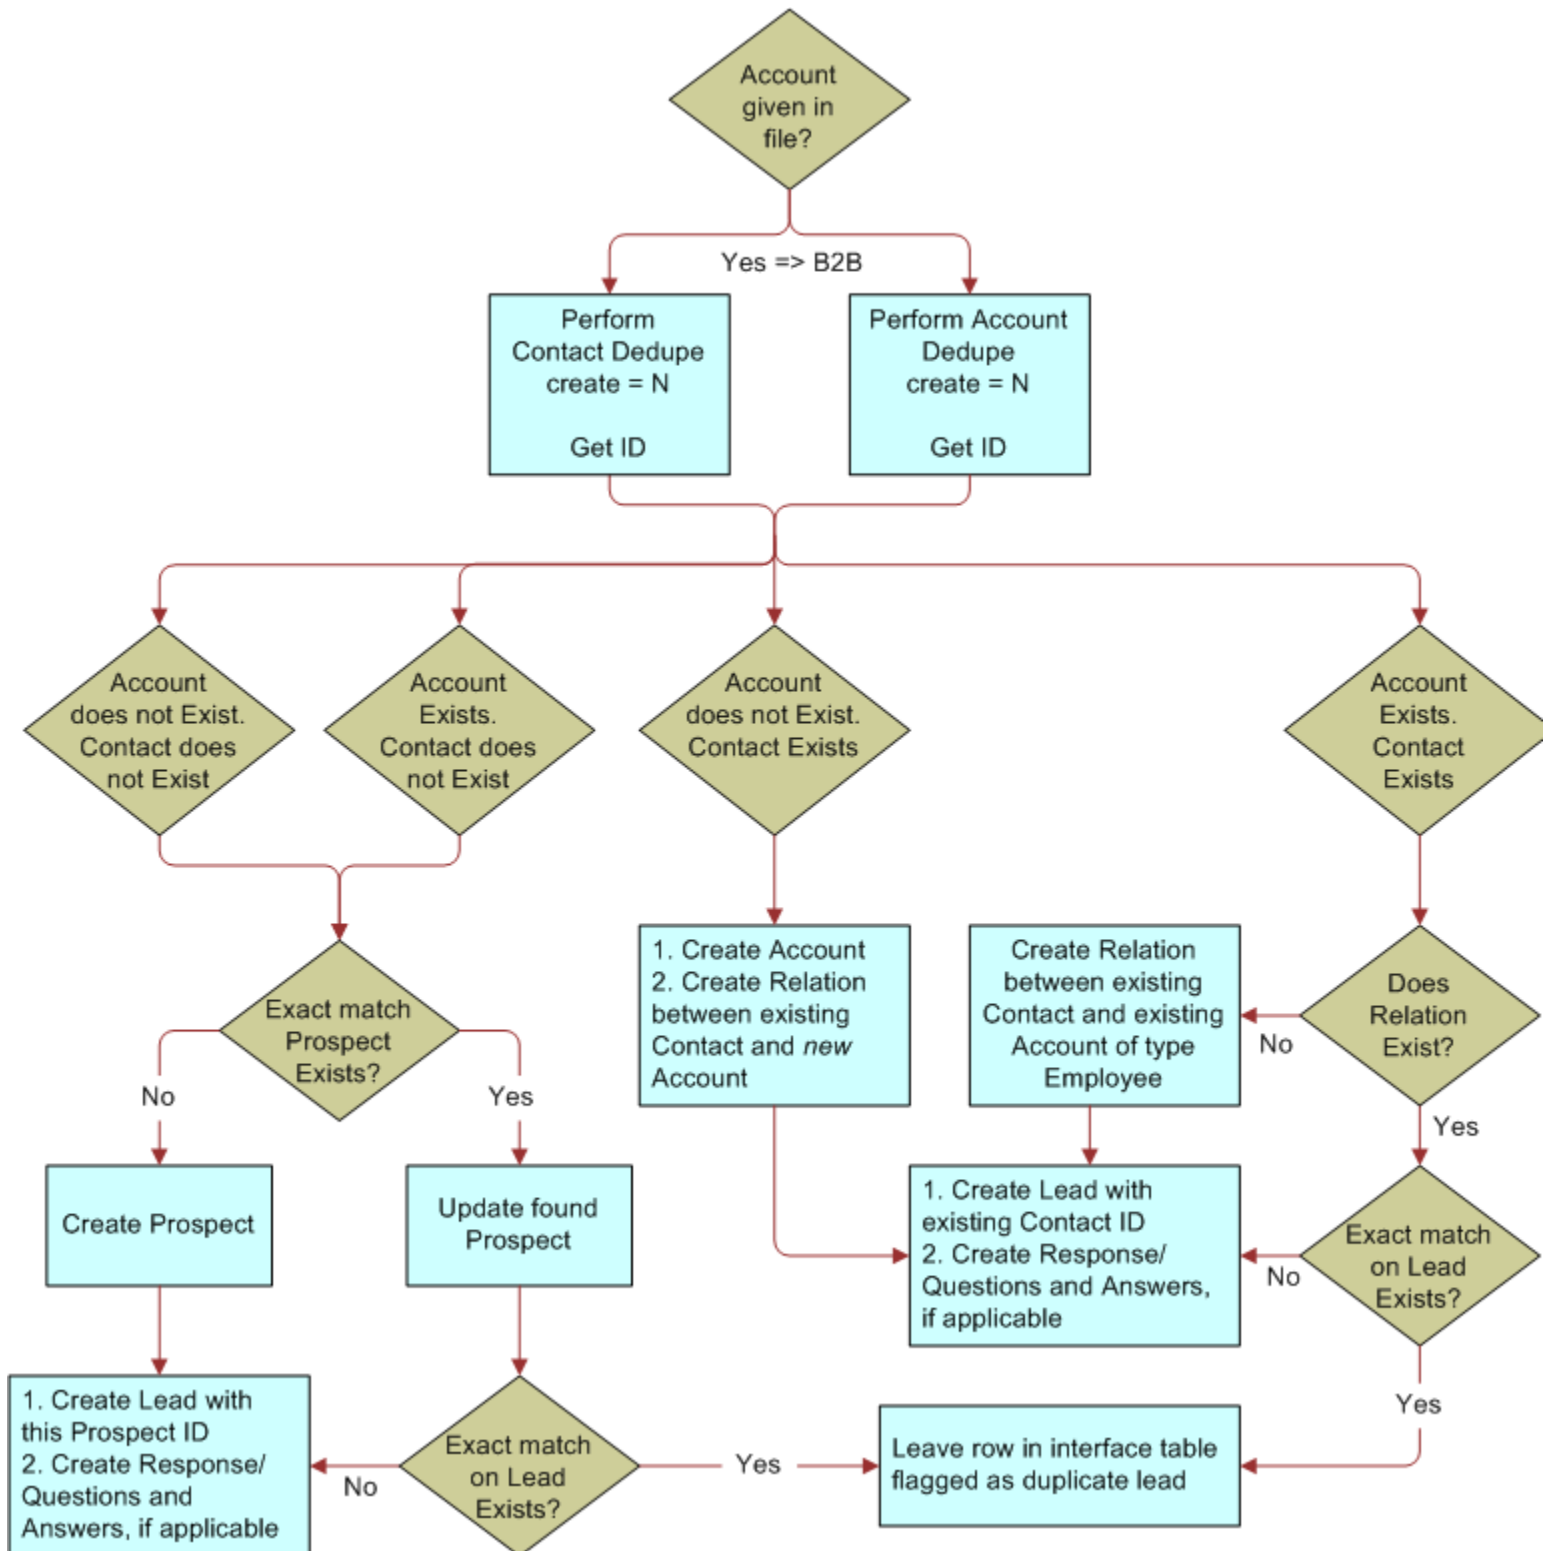 Account
given in
file?
Yes => B2B
Perform
Contact Dedupe
create = N
Get ID
Perform Account
Dedupe
create = N
Get ID
Account
does not Exist.
Contact does
not Exist
Account
Exists.
Contact does
not Exist
Account
does not Exist.
Contact Exists
Account
Exists.
Contact
Exists
Exact match
Prospect
Exists?
1. Create Account
2. Create Relation
between existing
Contact and new
Account
Create Relation
between existing
Contact and existing
Account of type
Employee
No
Does
Relation
Exist?
No
Yes
Yes
Create Prospect
Update found
Prospect
1. Create Lead with
existing Contact ID
2. Create Response/
Questions and Answers,
if applicable
No
Exact match
on Lead
Exists?
Yes
1. Create Lead with
this Prospect ID
2. Create Response/
Questions and
Answers, if applicable
No
Exact match
on Lead
Exists?
Yes
Leave row in interface table
flagged as duplicate lead